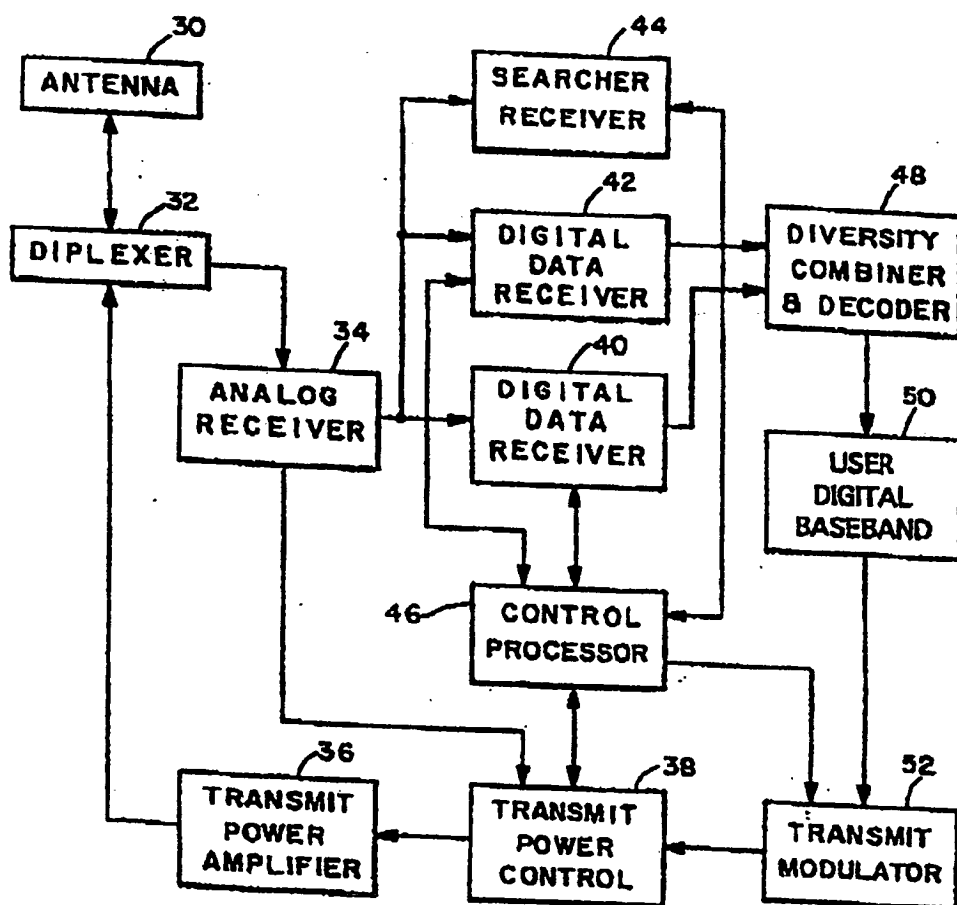 30
ANTENNA
44
SEARCHER
RECEIVER
32
DIPLEXER
42
DIGITAL
DATA
RECEIVER
48
DIVERSITY
COMBINER
& DECODER
34
ANALOG
RECEIVER
40
DIGITAL
DATA
RECEIVER
50
USER
DIGITAL
BASEBAND
46
CONTROL
PROCESSOR
36
TRANSMIT
POWER
AMPLIFIER
38
TRANSMIT
POWER
CONTROL
52
TRANSMIT
MODULATOR